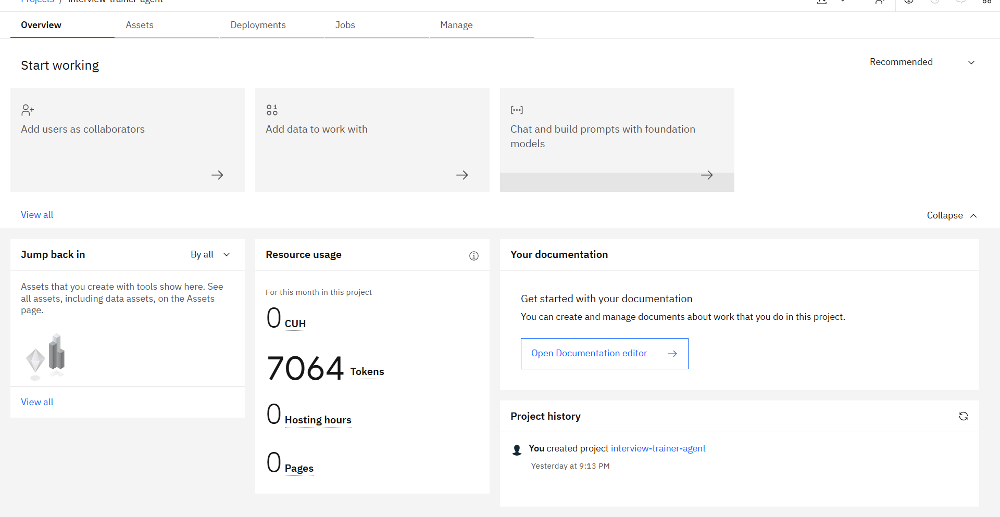 Projects / interview-trainer-agent
Overview
Assets
Deployments
Jobs
Manage
Start working
Recommended
Add users as collaborators
Add data to work with
Chat and build prompts with foundation
models
View all
Collapse
Jump back in
By all
Assets that you create with tools show here. See
all assets, including data assets, on the Assets
page.
View all
Resource usage
For this month in this project
0 CUH
7064 Tokens
0 Hosting hours
0 Pages
Your documentation
Get started with your documentation
You can create and manage documents about work that you do in this project.
Open Documentation editor
Project history
You created project interview-trainer-agent
Yesterday at 9:13 PM